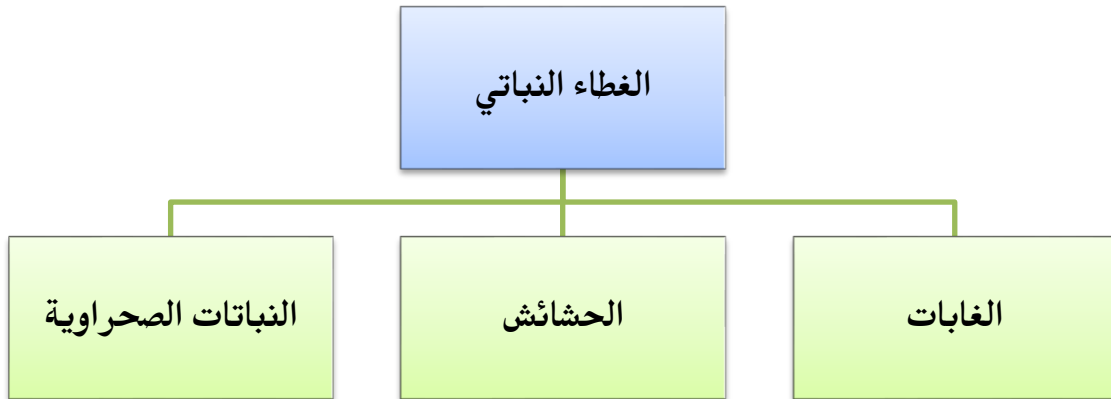 الغطاء النباتي
الغابات
الحشائش
النباتات الصحراوية